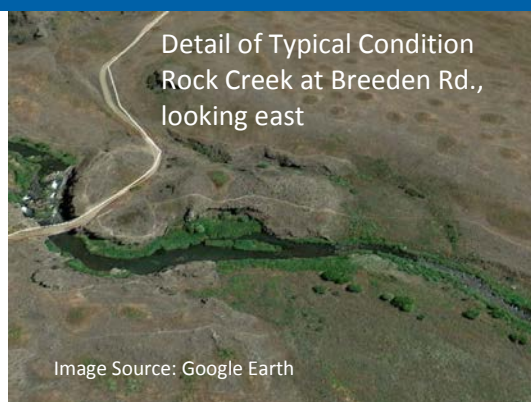 Detail of Typical Condition
Rock Creek at Breeden Rd.,
looking east
Image Source: Google Earth